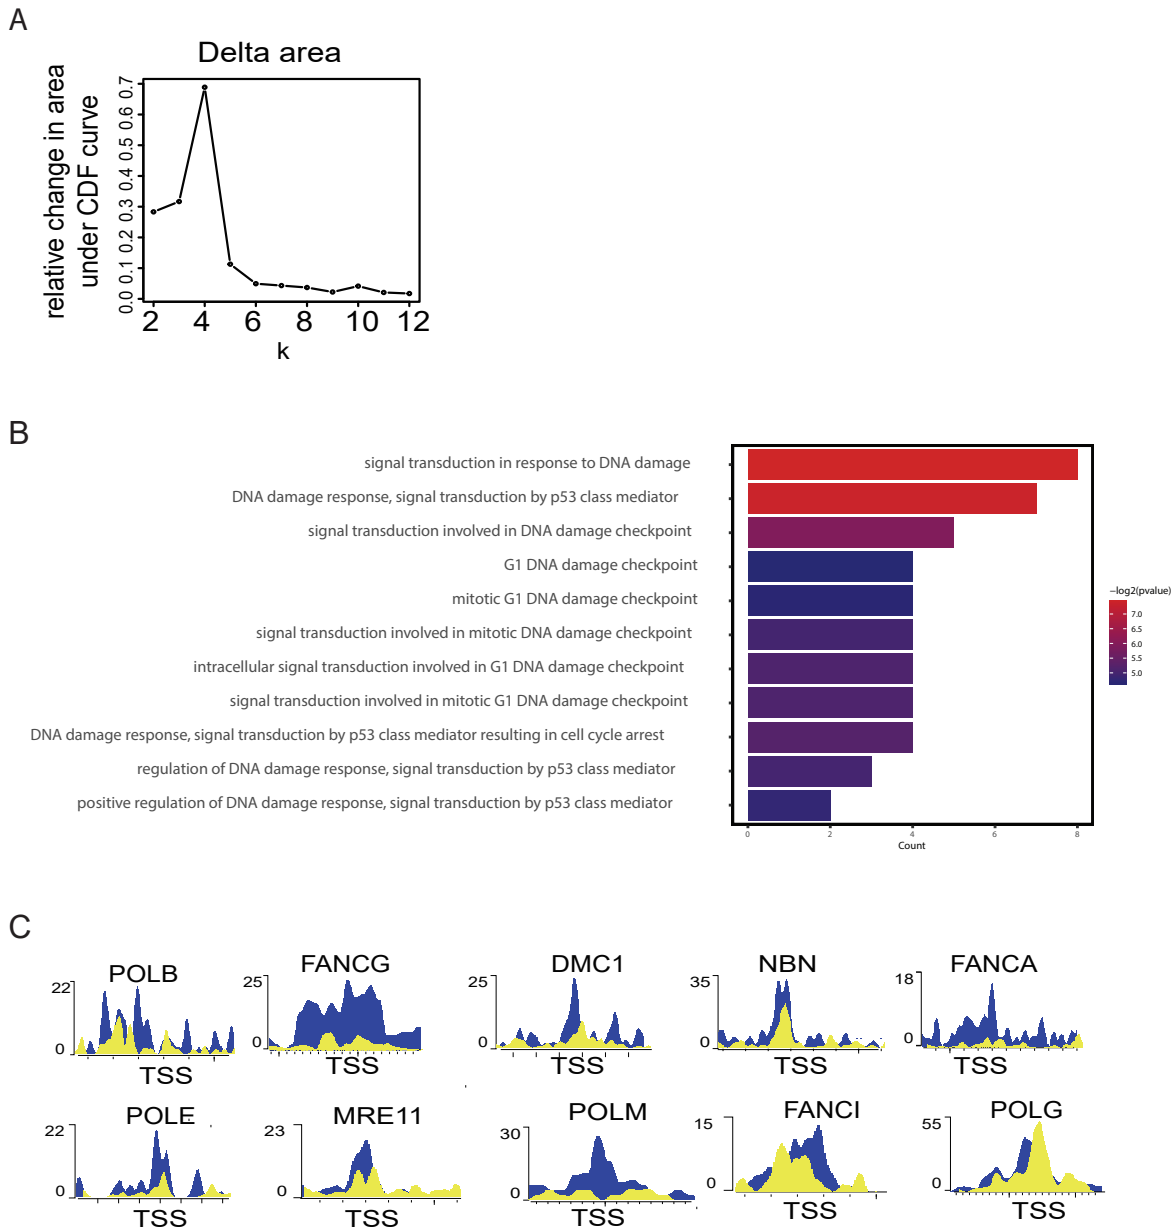 A
Delta area
relative change in area
under CDF curve
0.7
0.6
0.5
0.4
0.3
0.2
0.1
0.0
2 4 6 8 10 12
k
B
signal transduction in response to DNA damage
DNA damage response, signal transduction by p53 class mediator
signal transduction involved in DNA damage checkpoint
G1 DNA damage checkpoint
mitotic G1 DNA damage checkpoint
signal transduction involved in mitotic DNA damage checkpoint
intracellular signal transduction involved in G1 DNA damage checkpoint
signal transduction involved in mitotic G1 DNA damage checkpoint
DNA damage response, signal transduction by p53 class mediator resulting in cell cycle arrest
regulation of DNA damage response, signal transduction by p53 class mediator
positive regulation of DNA damage response, signal transduction by p53 class mediator
0 2 4 6 8
Count
−log2(pvalue)
7.0
6.5
6.0
5.5
5.0
C
POLB
22
0
TSS
FANCG
25
0
TSS
DMC1
25
0
TSS
NBN
35
0
TSS
FANCA
18
0
TSS
POLE
22
0
TSS
MRE11
23
0
TSS
POLM
30
0
TSS
FANCI
15
0
TSS
POLG
55
0
TSS